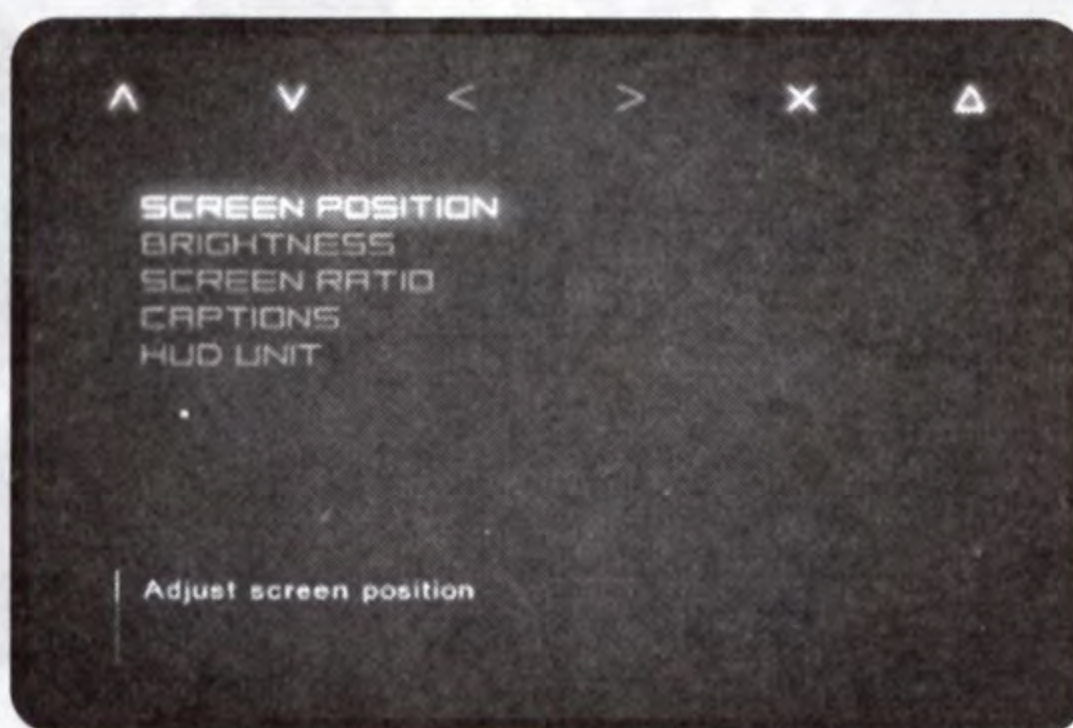 SCREEN POSITION
BRIGHTNESS
SCREEN RATIO
CAPTIONS
HUD UNIT
Adjust screen position